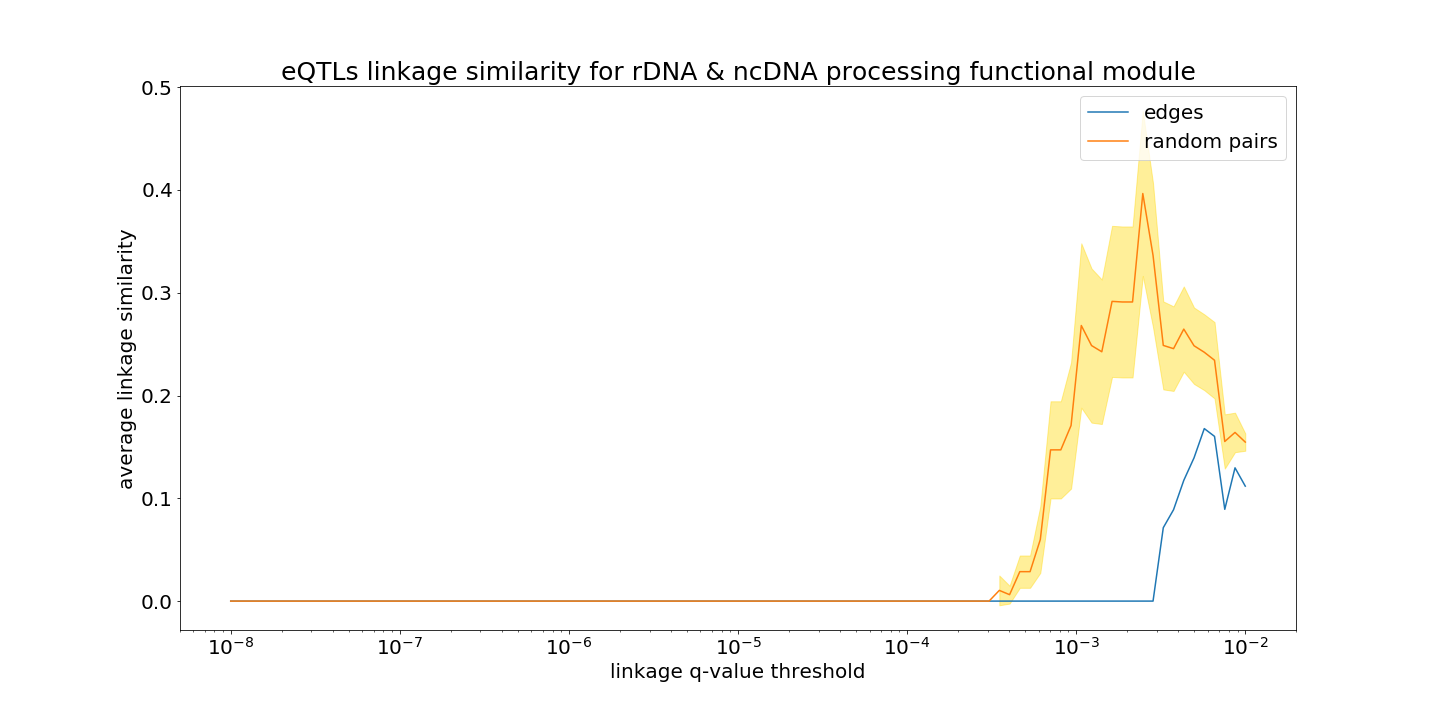 eQTLs linkage similarity for rDNA & ncDNA processing functional module
0.5
0.4
0.3
0.2
0.1
0.0
average linkage similarity
edges
random pairs
10⁻⁸ 10⁻⁷ 10⁻⁶ 10⁻⁵ 10⁻⁴ 10⁻³ 10⁻²
linkage q-value threshold